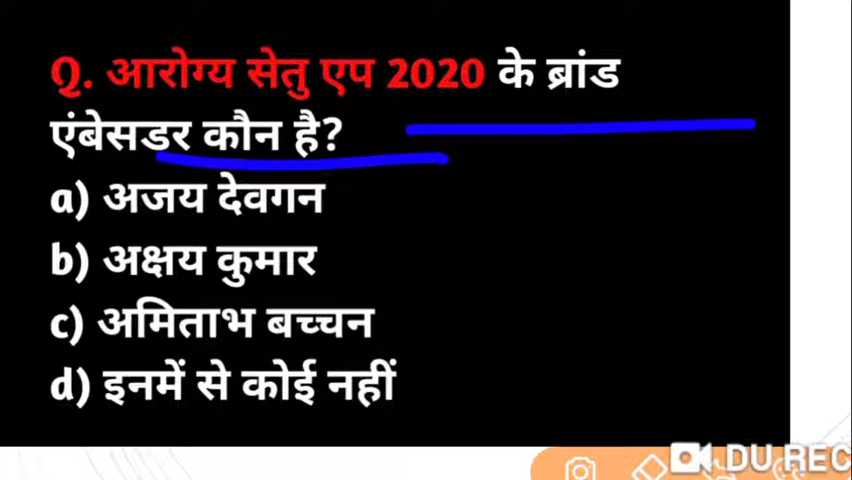 Q. आरोग्य सेतु एप 2020 के ब्रांड
एंबेसडर कौन है?
a) अजय देवगन
b) अक्षय कुमार
c) अमिताभ बच्चन
d) इनमें से कोई नहीं
DU REC